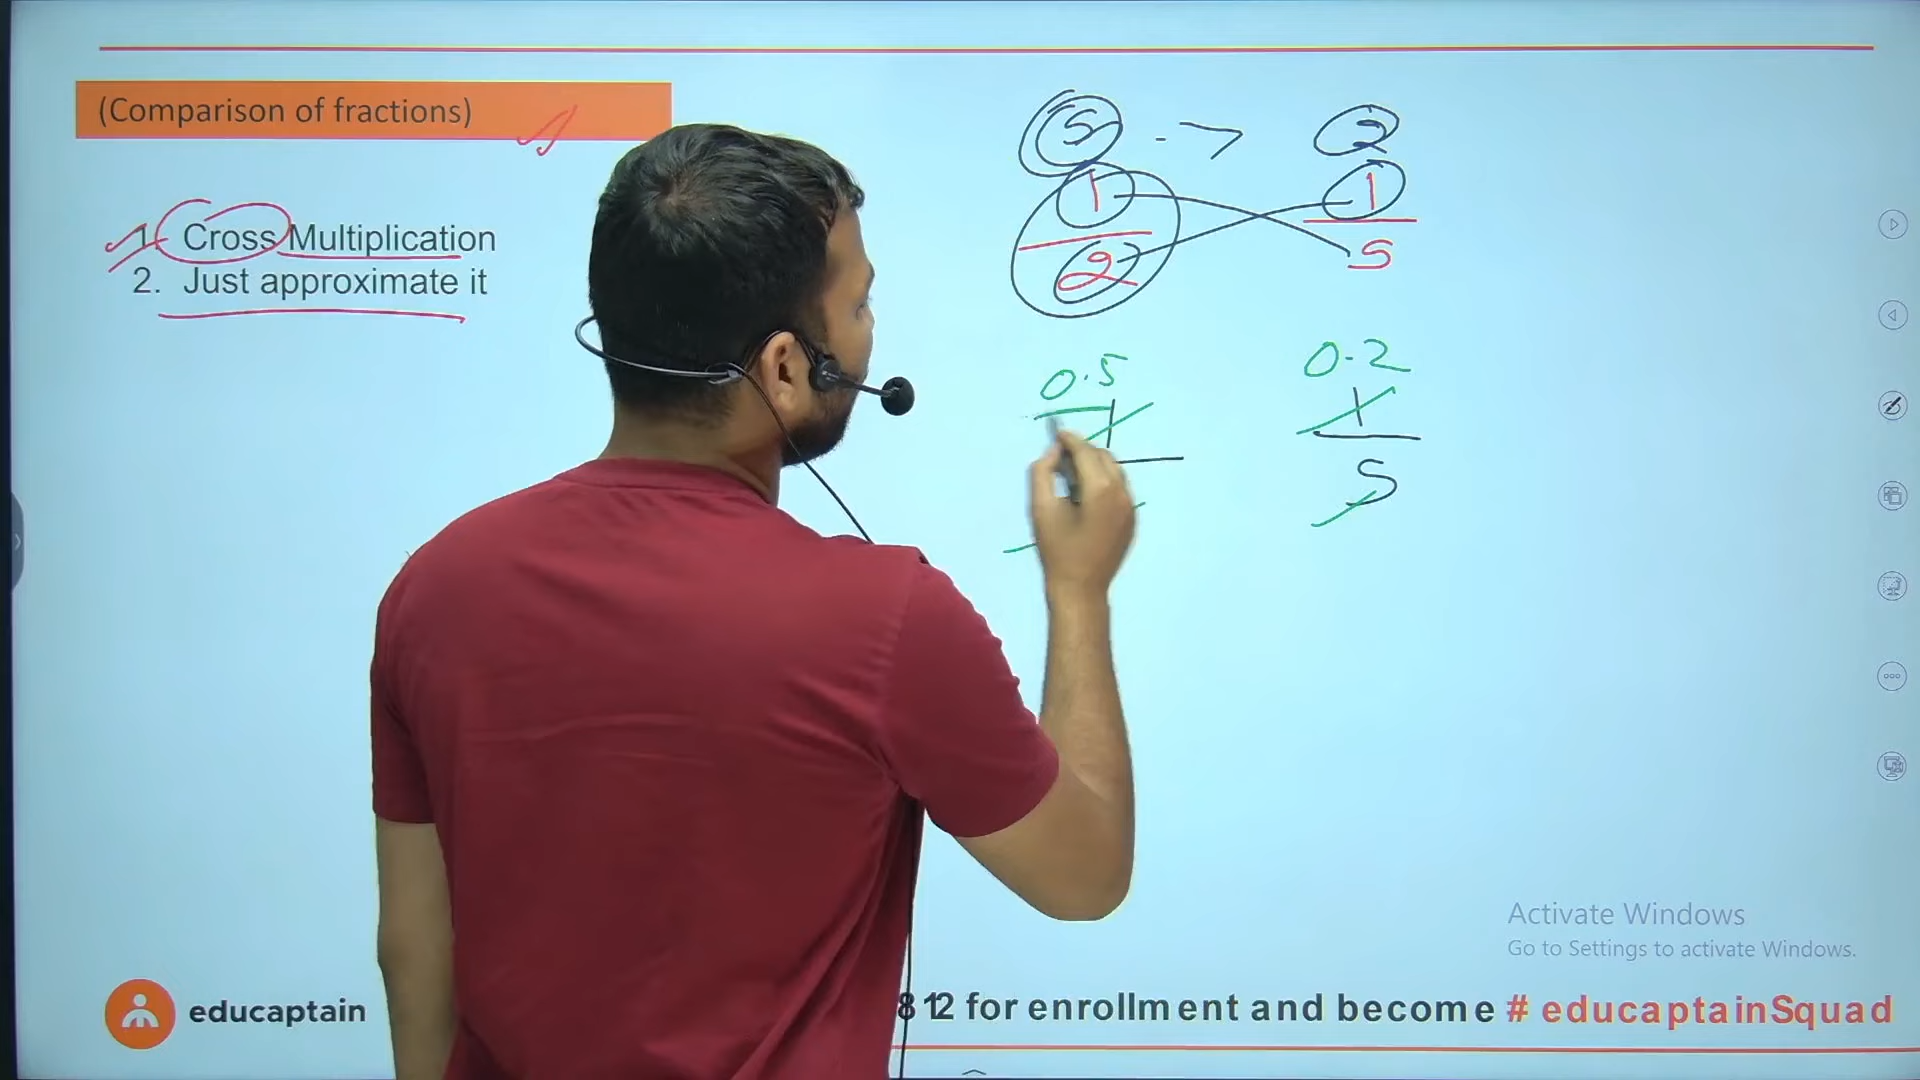 (Comparison of fractions)
1. Cross Multiplication
2. Just approximate it
5 > 2
1 1
2 5
0.5 0.2
1 1
5
Activate Windows
Go to Settings to activate Windows.
educaptain
812 for enrollment and become # educaptainSquad